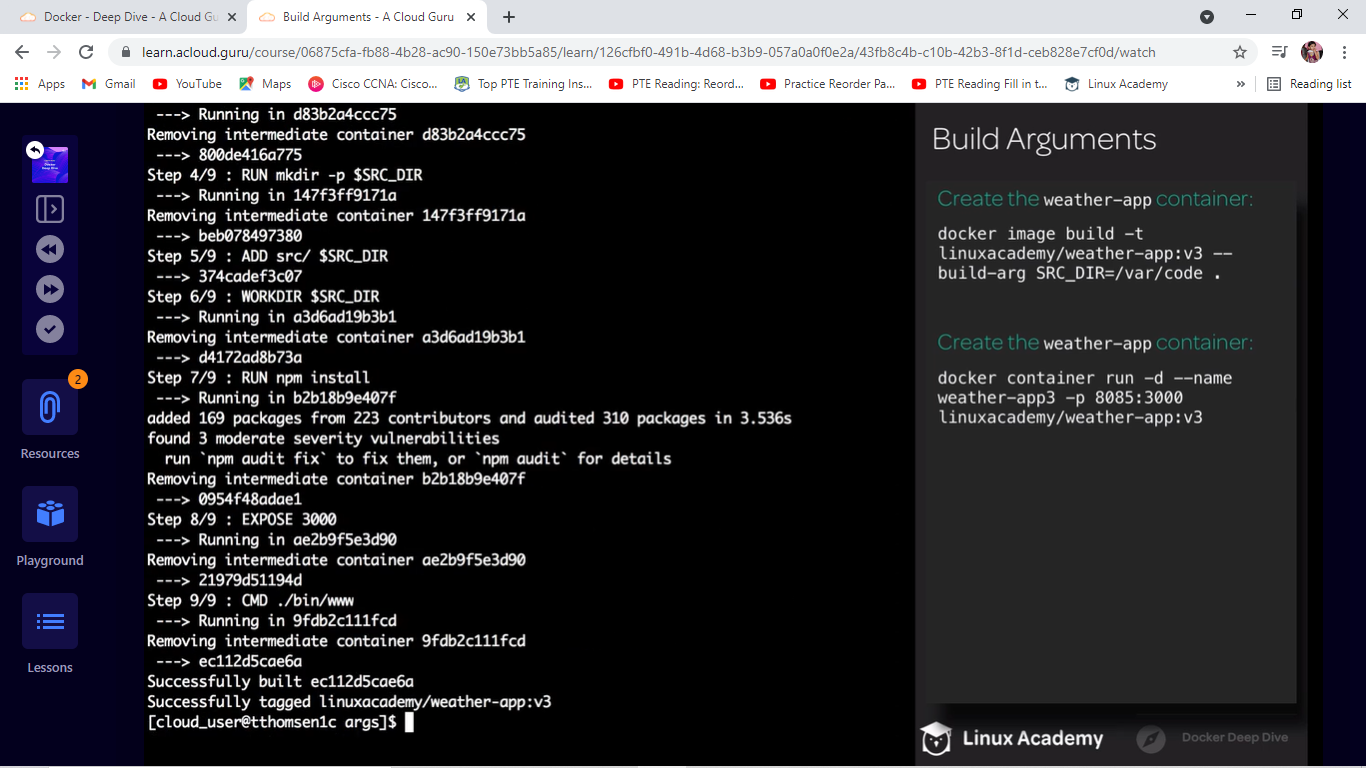 Docker - Deep Dive - A Cloud Gu
Build Arguments - A Cloud Guru
learn.acloud.guru/course/06875cfa-fb88-4b28-ac90-150e73bb5a85/learn/126cfbf0-491b-4d68-b3b9-057a0a0f0e2a/43fb8c4b-c10b-42b3-8f1d-ceb828e7cf0d/watch
Apps
Gmail
YouTube
Maps
Cisco CCNA: Cisco...
Top PTE Training Ins...
PTE Reading: Reord...
Practice Reorder Pa...
PTE Reading Fill in t...
Linux Academy
»
Reading list
2
Resources
Playground
Lessons
---> Running in d83b2a4ccc75
Removing intermediate container d83b2a4ccc75
---> 800de416a775
Step 4/9 : RUN mkdir -p $SRC_DIR
---> Running in 147f3ff9171a
Removing intermediate container 147f3ff9171a
---> beb078497380
Step 5/9 : ADD src/ $SRC_DIR
---> 374cadef3c07
Step 6/9 : WORKDIR $SRC_DIR
---> Running in a3d6ad19b3b1
Removing intermediate container a3d6ad19b3b1
---> d4172ad8b73a
Step 7/9 : RUN npm install
---> Running in b2b18b9e407f
added 169 packages from 223 contributors and audited 310 packages in 3.536s
found 3 moderate severity vulnerabilities
run `npm audit fix` to fix them, or `npm audit` for details
Removing intermediate container b2b18b9e407f
---> 0954f48adae1
Step 8/9 : EXPOSE 3000
---> Running in ae2b9f5e3d90
Removing intermediate container ae2b9f5e3d90
---> 21979d51194d
Step 9/9 : CMD ./bin/www
---> Running in 9fdb2c111fcd
Removing intermediate container 9fdb2c111fcd
---> ec112d5cae6a
Successfully built ec112d5cae6a
Successfully tagged linuxacademy/weather-app:v3
[cloud_user@tthomsen1c args]$
Build Arguments
Create the weather-app container:
docker image build -t
linuxacademy/weather-app:v3 --
build-arg SRC_DIR=/var/code .
Create the weather-app container:
docker container run -d --name
weather-app3 -p 8085:3000
linuxacademy/weather-app:v3
Linux Academy
Docker Deep Dive